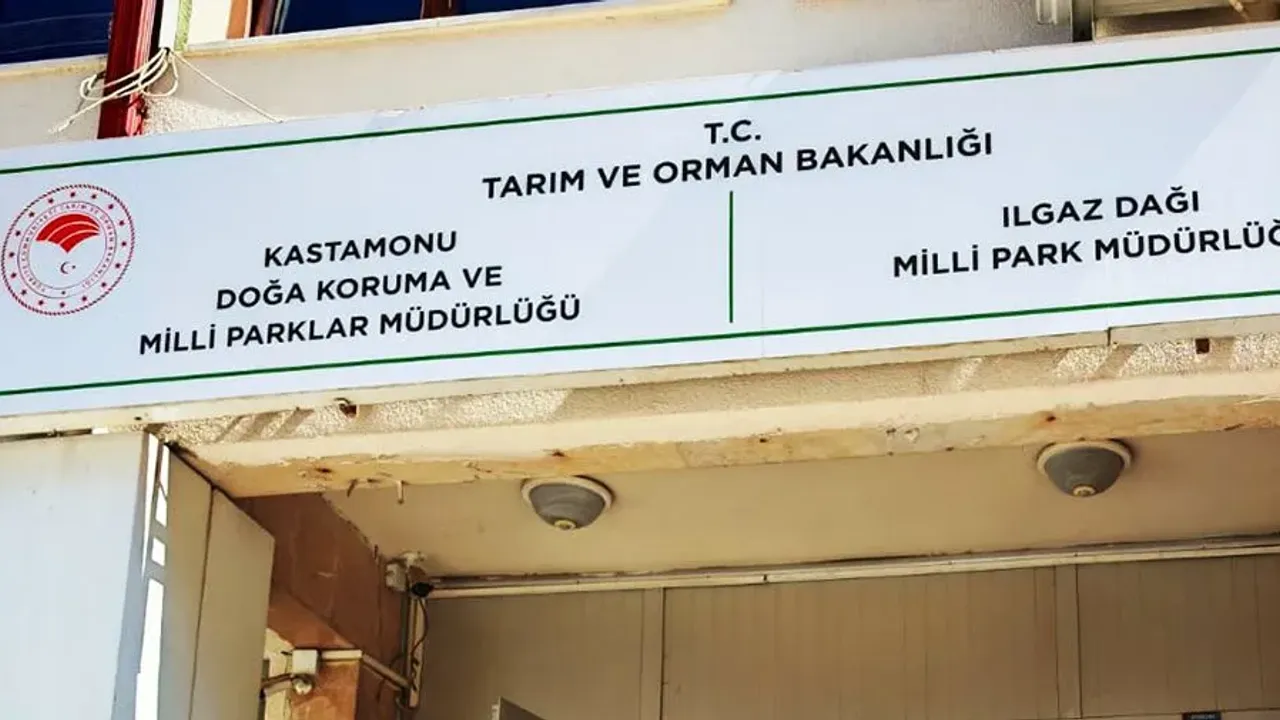 T.C.
TARIM VE ORMAN BAKANLIĞI
KASTAMONU
DOĞA KORUMA VE
MİLLİ PARKLAR MÜDÜRLÜĞÜ
ILGAZ DAĞI
MİLLİ PARK